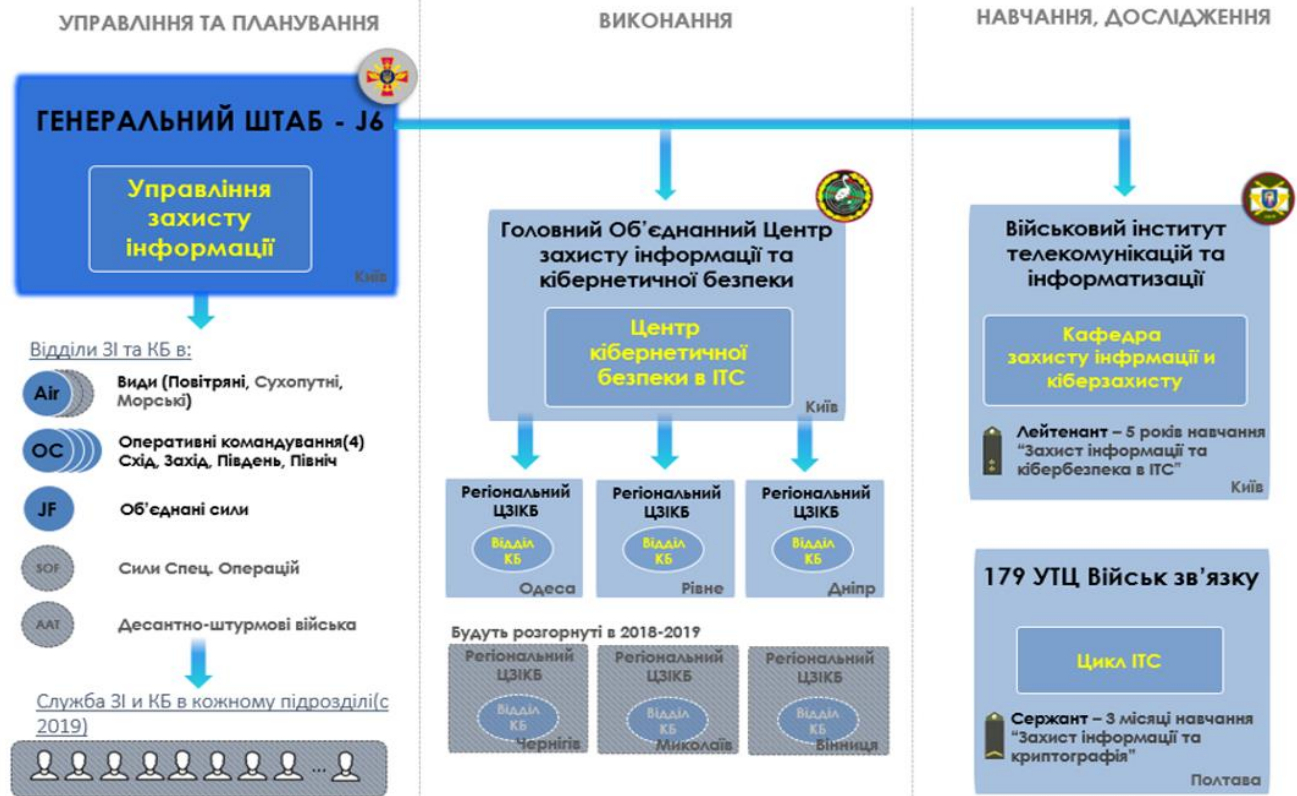 УПРАВЛІННЯ ТА ПЛАНУВАННЯ
ГЕНЕРАЛЬНИЙ ШТАБ - J6
Управління
захисту
інформації
Київ
Відділи ЗІ та КБ в:
Air
Види (Повітряні, Сухопутні,
Морські)
OC
Оперативні командування(4)
Схід, Захід, Південь, Північ
JF
Об’єднані сили
SOF
Сили Спец. Операцій
AAT
Десантно-штурмові війська
Служба ЗІ и КБ в кожному підрозділі(с
2019)
...
ВИКОНАННЯ
Головний Об’єднанний Центр
захисту інформації та
кібернетичної безпеки
Центр
кібернетичної
безпеки в ІТС
Київ
Регіональний
ЦЗІКБ
Відділ
КБ
Одеса
Регіональний
ЦЗІКБ
Відділ
КБ
Рівне
Регіональний
ЦЗІКБ
Відділ
КБ
Дніпр
Будуть розгорнуті в 2018-2019
Регіональний
ЦЗІКБ
Відділ
КБ
Чернігів
Регіональний
ЦЗІКБ
Відділ
КБ
Миколаїв
Регіональний
ЦЗІКБ
Відділ
КБ
Вінниця
НАВЧАННЯ, ДОСЛІДЖЕННЯ
Військовий інститут
телекомунікацій та
інформатизації
Кафедра
захисту інфрмації и
кіберзахисту
Лейтенант – 5 років навчання
“Захист інформації та
кібербезпека в ІТС”
Київ
179 УТЦ Військ зв’язку
Цикл ІТС
Сержант – 3 місяці навчання
“Захист інформації та
криптографія”
Полтава